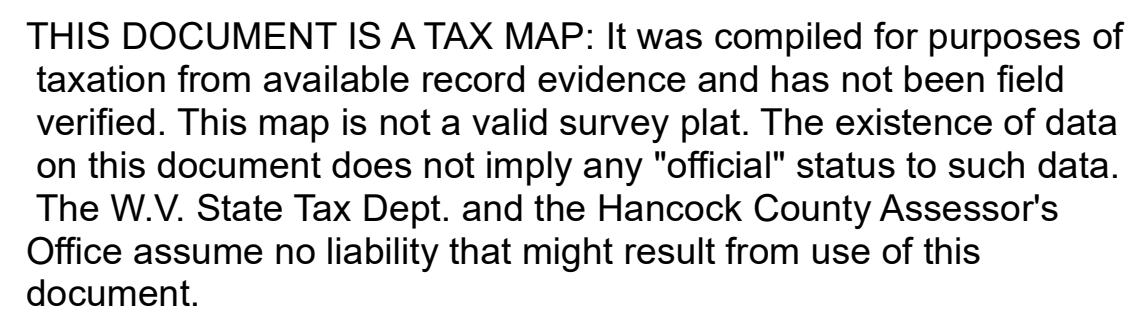 THIS DOCUMENT IS A TAX MAP: It was compiled for purposes of
taxation from available record evidence and has not been field
verified. This map is not a valid survey plat. The existence of data
on this document does not imply any "official" status to such data.
The W.V. State Tax Dept. and the Hancock County Assessor's
Office assume no liability that might result from use of this
document.